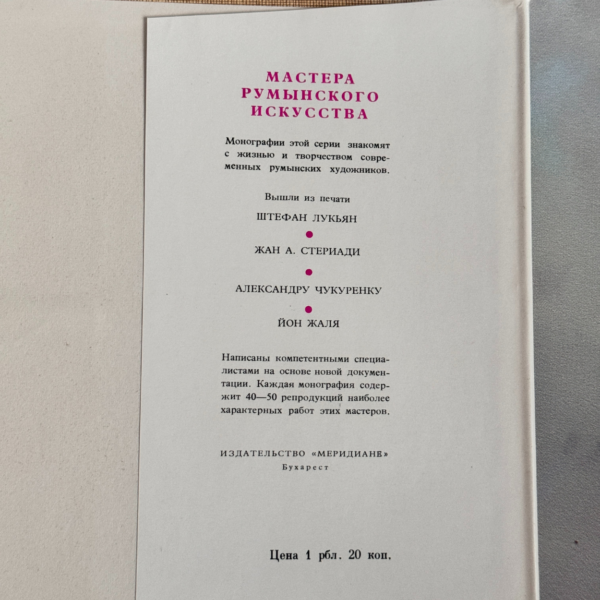 МАСТЕРА
РУМЫНСКОГО
ИСКУССТВА
Монографии этой серии знакомят
с жизнью и творчеством совре-
менных румынских художников.
Вышли из печати
ШТЕФАН ЛУКЬЯН
ЖАН А. СТЕРИАДИ
АЛЕКСАНДРУ ЧУКУРЕНКУ
ЙОН ЖАЛЯ
Написаны компетентными специа-
листами на основе новой докумен-
тации. Каждая монография содер-
жит 40—50 репродукций наиболее
характерных работ этих мастеров.
ИЗДАТЕЛЬСТВО «МЕРИДИАНЕ»
Бухарест
Цена 1 рбл. 20 коп.